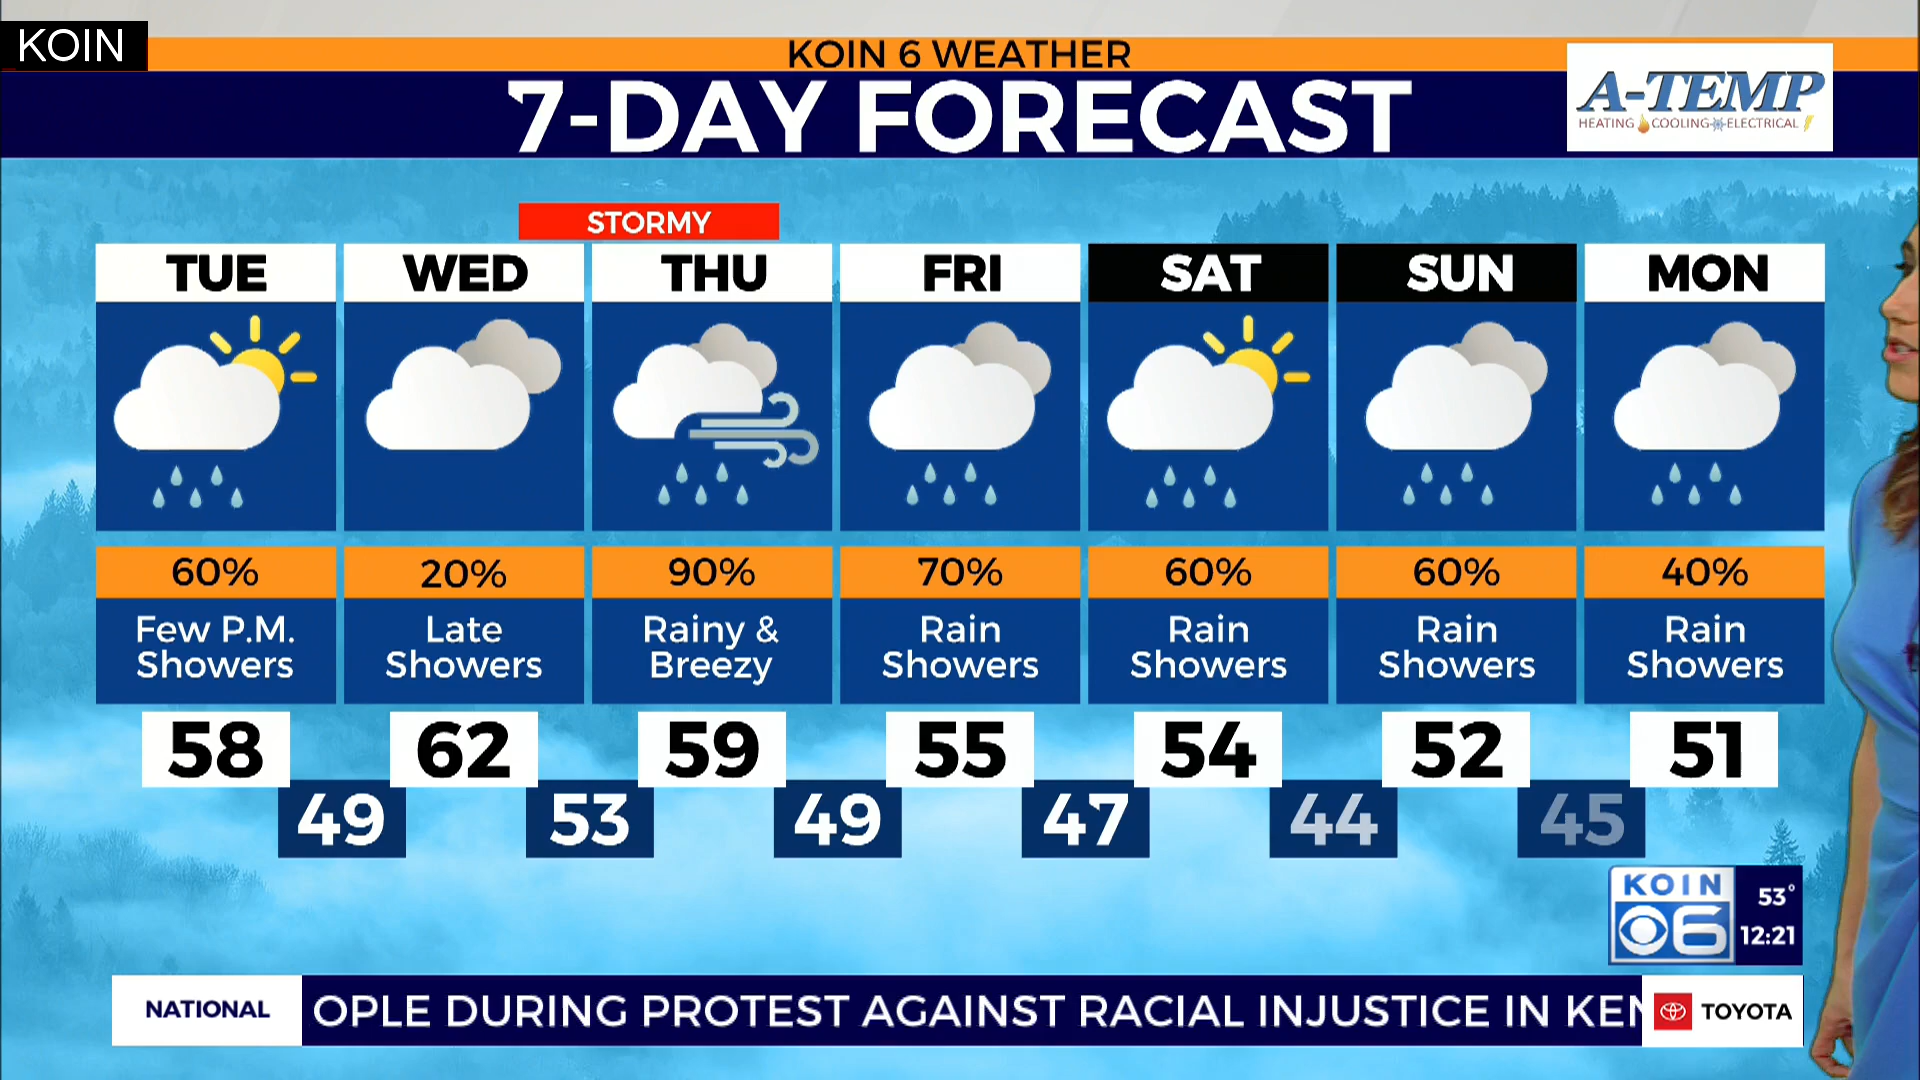 KOIN
KOIN 6 WEATHER
7-DAY FORECAST
A-TEMP
HEATING COOLING ELECTRICAL
STORMY
TUE WED THU FRI SAT SUN MON
60% 20% 90% 70% 60% 60% 40%
Few P.M. Late Rainy & Rain Rain Rain Rain
Showers Showers Breezy Showers Showers Showers Showers
58 62 59 55 54 52 51
49 53 49 47 44 45
KOIN
6
53°
12:21
NATIONAL OPLE DURING PROTEST AGAINST RACIAL INJUSTICE IN KEN TOYOTA